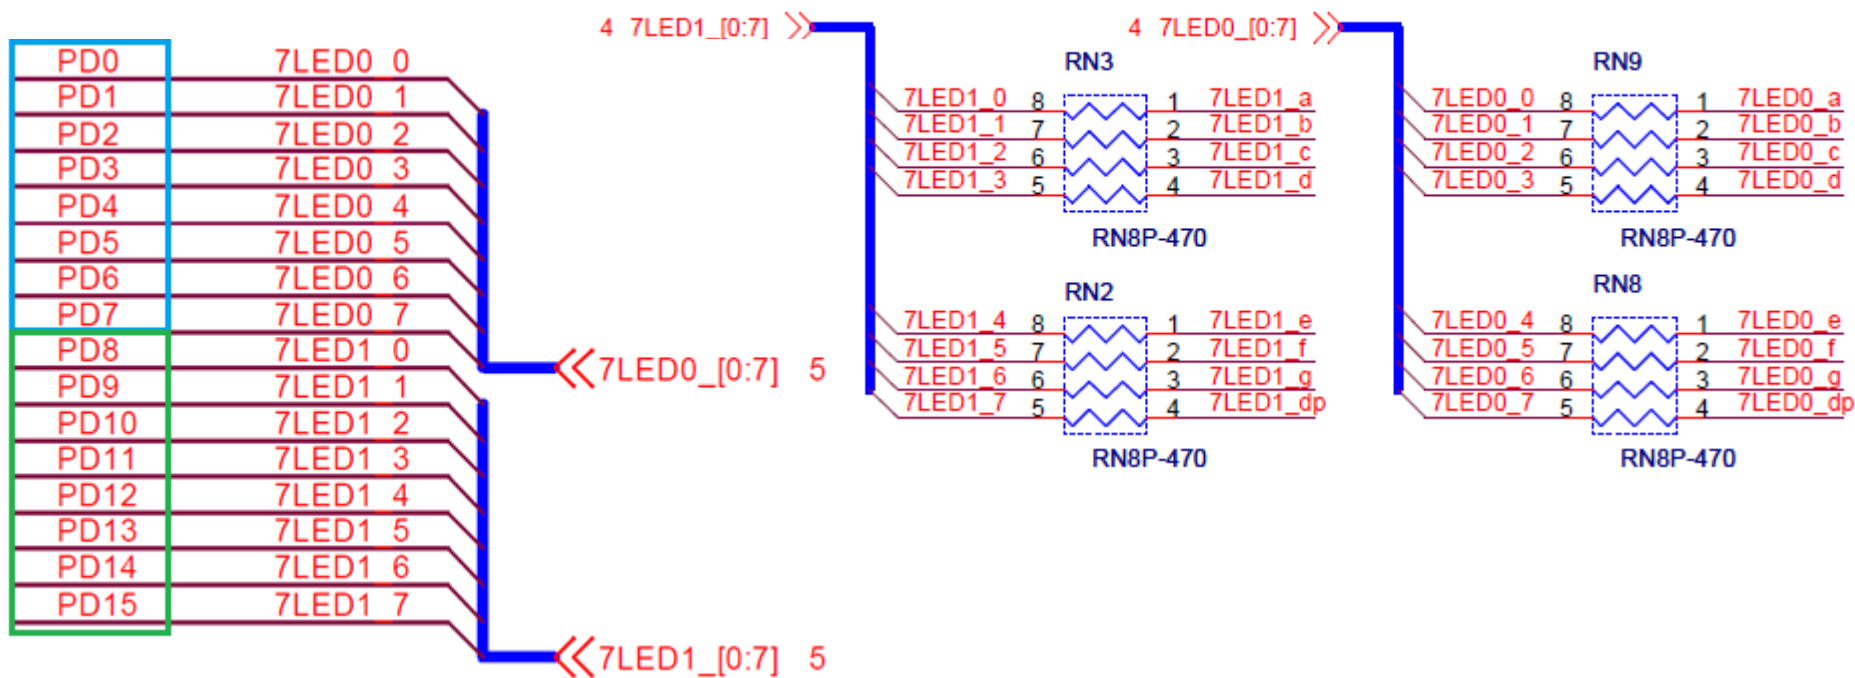 PD0 7LED0_0
PD1 7LED0_1
PD2 7LED0_2
PD3 7LED0_3
PD4 7LED0_4
PD5 7LED0_5
PD6 7LED0_6
PD7 7LED0_7
PD8 7LED1_0
PD9 7LED1_1
PD10 7LED1_2
PD11 7LED1_3
PD12 7LED1_4
PD13 7LED1_5
PD14 7LED1_6
PD15 7LED1_7
7LED0_[0:7] 5
7LED1_[0:7] 5
4 7LED1_[0:7]
RN3
7LED1_0 8 1 7LED1_a
7LED1_1 7 2 7LED1_b
7LED1_2 6 3 7LED1_c
7LED1_3 5 4 7LED1_d
RN8P-470
RN2
7LED1_4 8 1 7LED1_e
7LED1_5 7 2 7LED1_f
7LED1_6 6 3 7LED1_g
7LED1_7 5 4 7LED1_dp
RN8P-470
4 7LED0_[0:7]
RN9
7LED0_0 8 1 7LED0_a
7LED0_1 7 2 7LED0_b
7LED0_2 6 3 7LED0_c
7LED0_3 5 4 7LED0_d
RN8P-470
RN8
7LED0_4 8 1 7LED0_e
7LED0_5 7 2 7LED0_f
7LED0_6 6 3 7LED0_g
7LED0_7 5 4 7LED0_dp
RN8P-470